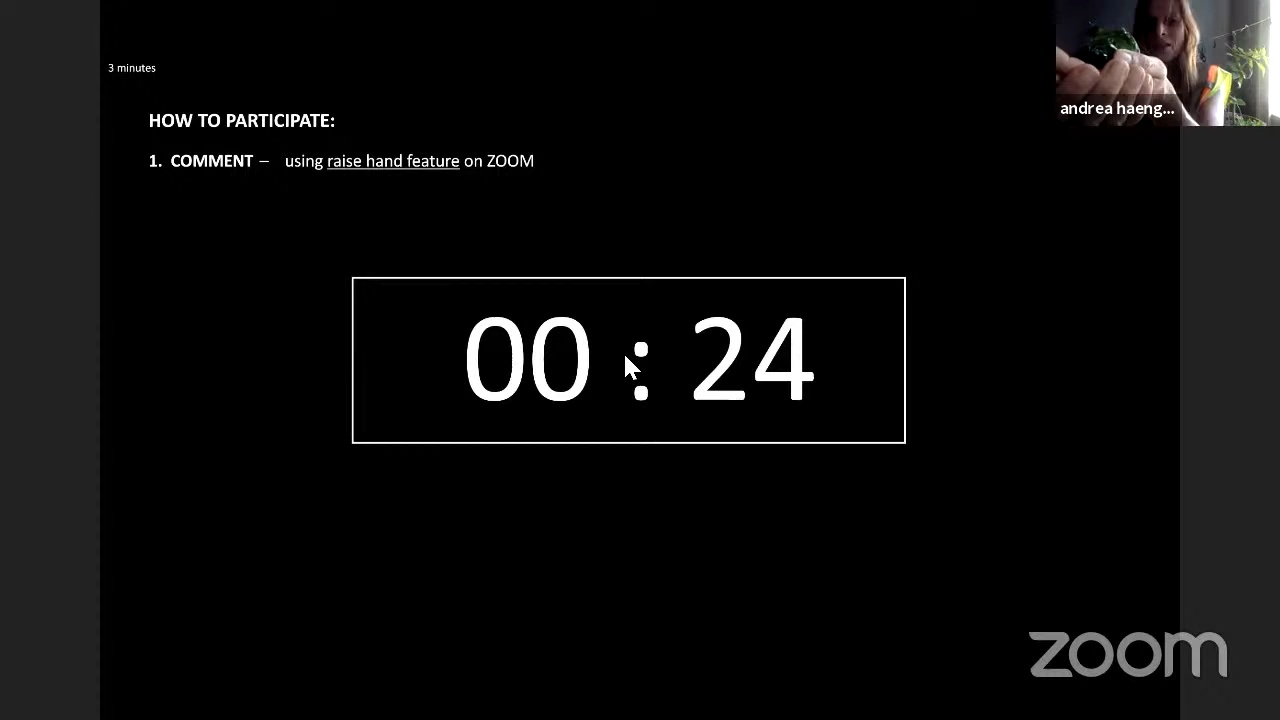 3 minutes
HOW TO PARTICIPATE:
1. COMMENT – using raise hand feature on ZOOM
00 : 24
andrea haeng...
zoom